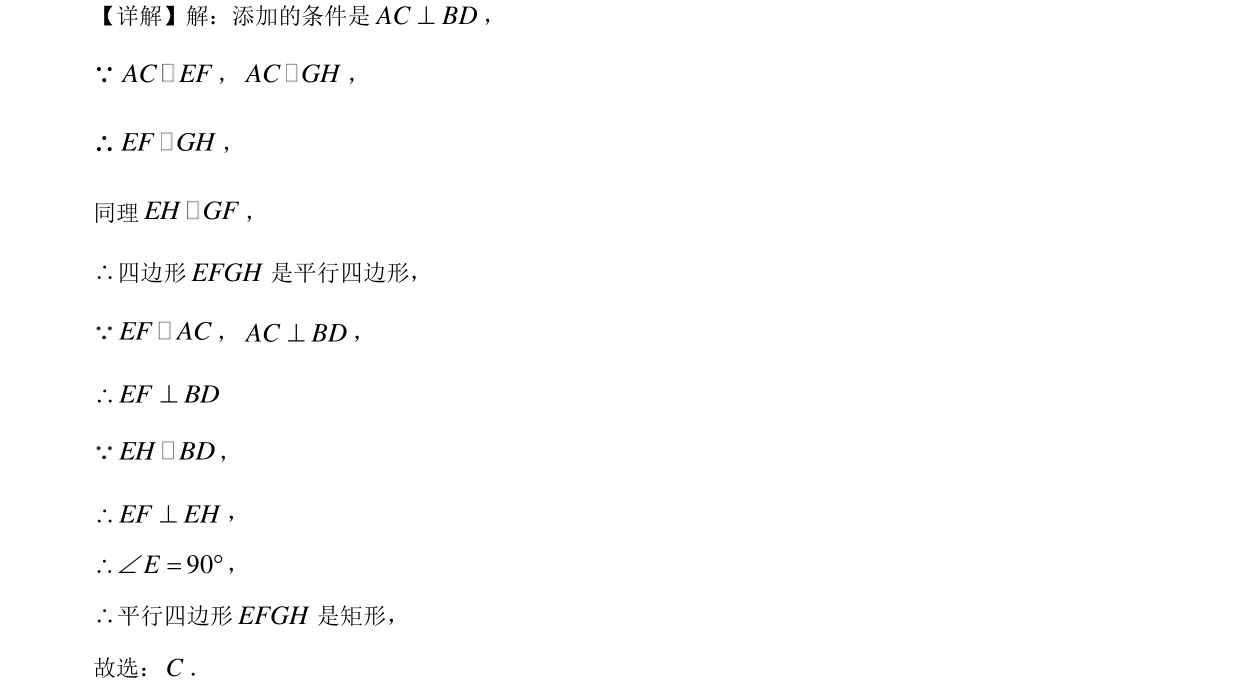 【详解】解：添加的条件是 AC ⊥ BD，
∵ AC □ EF， AC □ GH，
∴ EF □ GH，
同理 EH □ GF，
∴四边形 EFGH 是平行四边形，
∵ EF □ AC， AC ⊥ BD，
∴ EF ⊥ BD
∵ EH □ BD，
∴ EF ⊥ EH，
∴∠E = 90°，
∴平行四边形 EFGH 是矩形，
故选：C．